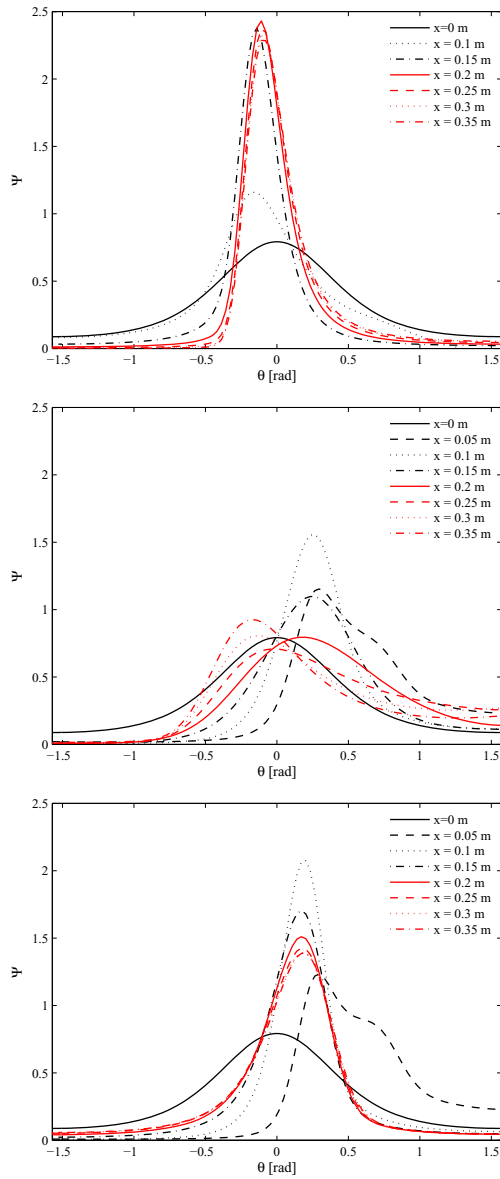 2.5
2
1.5
1
0.5
0
Ψ
−1.5
−1
−0.5
0
0.5
1
1.5
θ [rad]
x=0 m
x = 0.1 m
x = 0.15 m
x = 0.2 m
x = 0.25 m
x = 0.3 m
x = 0.35 m
2.5
2
1.5
1
0.5
0
Ψ
−1.5
−1
−0.5
0
0.5
1
1.5
θ [rad]
x=0 m
x = 0.05 m
x = 0.1 m
x = 0.15 m
x = 0.2 m
x = 0.25 m
x = 0.3 m
x = 0.35 m
2.5
2
1.5
1
0.5
0
Ψ
−1.5
−1
−0.5
0
0.5
1
1.5
θ [rad]
x=0 m
x = 0.05 m
x = 0.1 m
x = 0.15 m
x = 0.2 m
x = 0.25 m
x = 0.3 m
x = 0.35 m